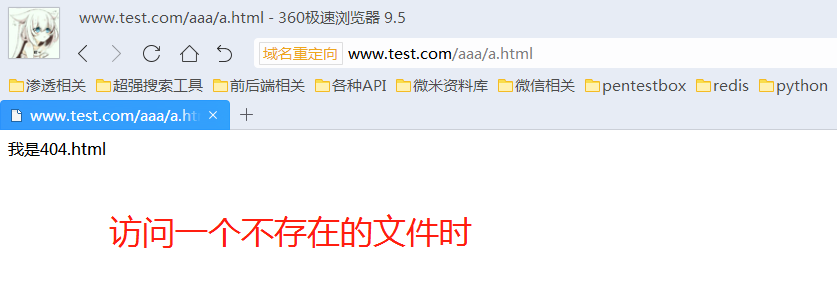 www.test.com/aaa/a.html - 360极速浏览器 9.5
域名重定向 www.test.com/aaa/a.html
渗透相关 超强搜索工具 前后端相关 各种API 微米资料库 微信相关 pentestbox redis python
www.test.com/aaa/a.ht
我是404.html
访问一个不存在的文件时